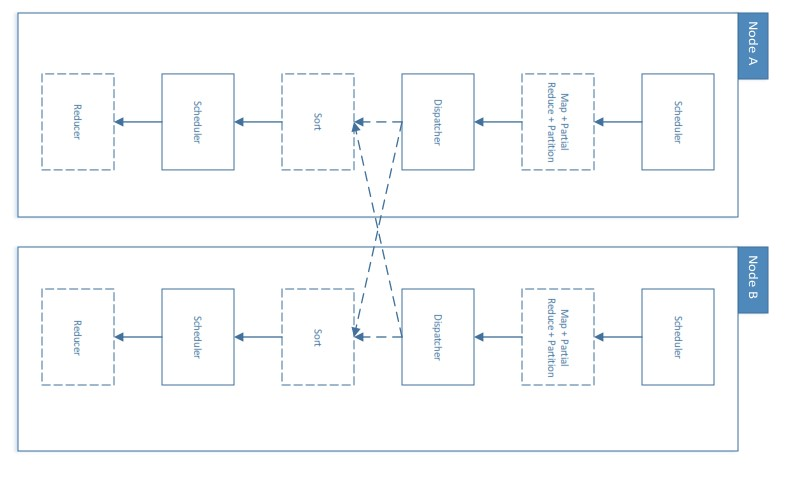 Node A
Scheduler
Map + Partial
Reduce + Partition
Dispatcher
Sort
Scheduler
Reducer
Node B
Scheduler
Map + Partial
Reduce + Partition
Dispatcher
Sort
Scheduler
Reducer